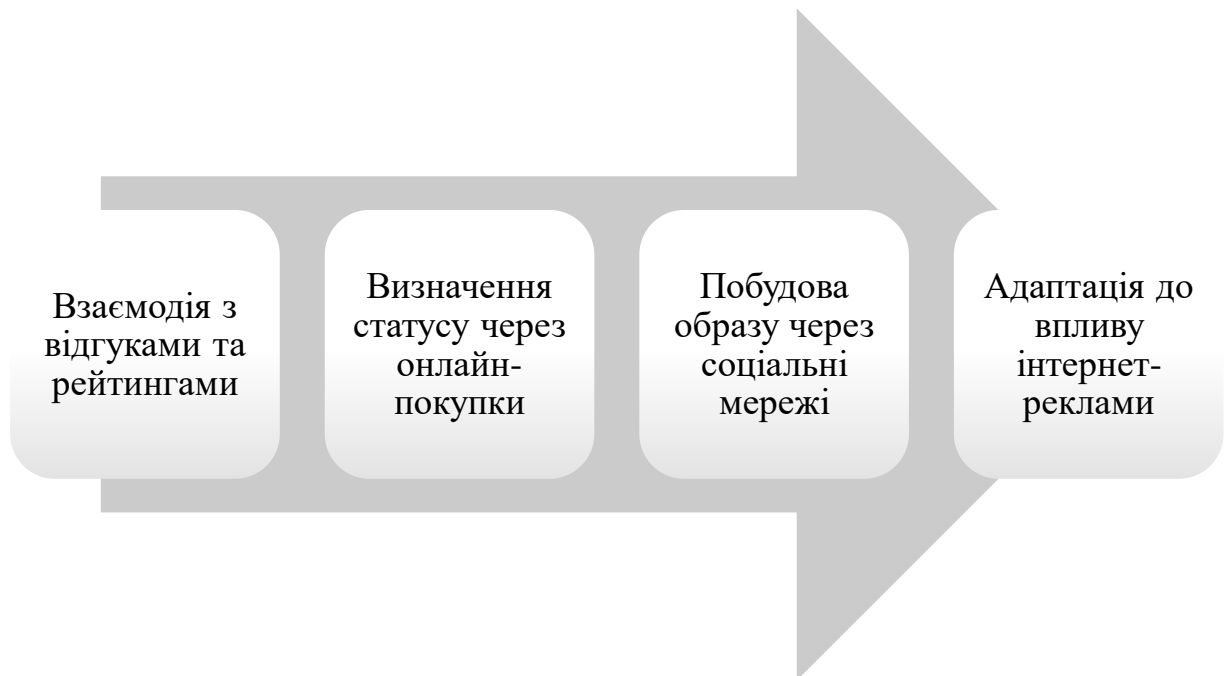 Взаємодія з
відгуками та
рейтингами
Визначення
статусу через
онлайн-
покупки
Побудова
образу через
соціальні
мережі
Адаптація до
впливу
інтернет-
реклами